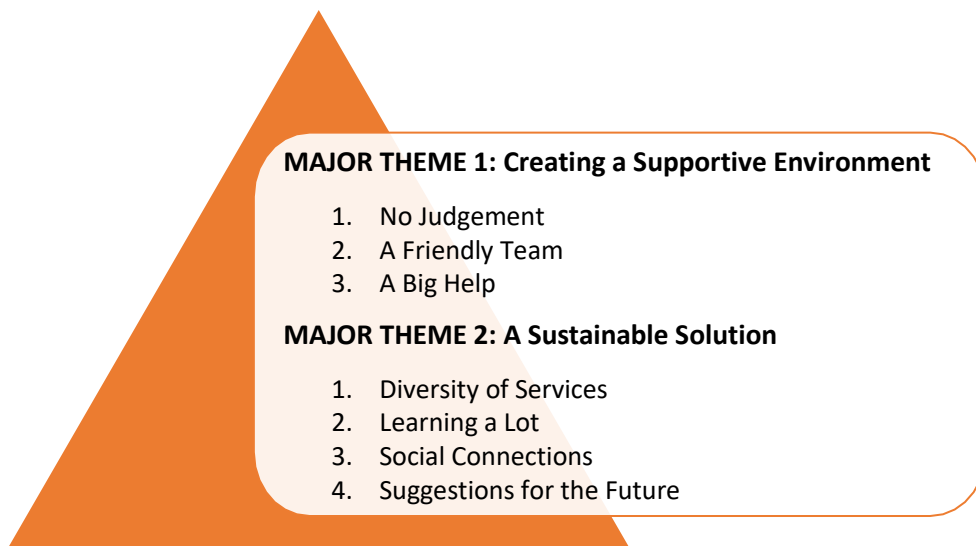 MAJOR THEME 1: Creating a Supportive Environment
1. No Judgement
2. A Friendly Team
3. A Big Help
MAJOR THEME 2: A Sustainable Solution
1. Diversity of Services
2. Learning a Lot
3. Social Connections
4. Suggestions for the Future